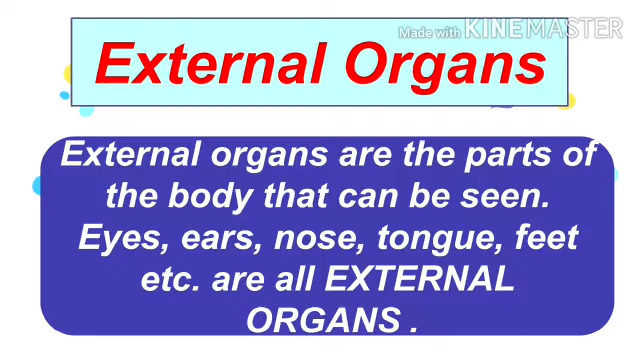 Made with KINEMASTER
External Organs
External organs are the parts of
the body that can be seen.
Eyes, ears, nose, tongue, feet
etc. are all EXTERNAL
ORGANS .